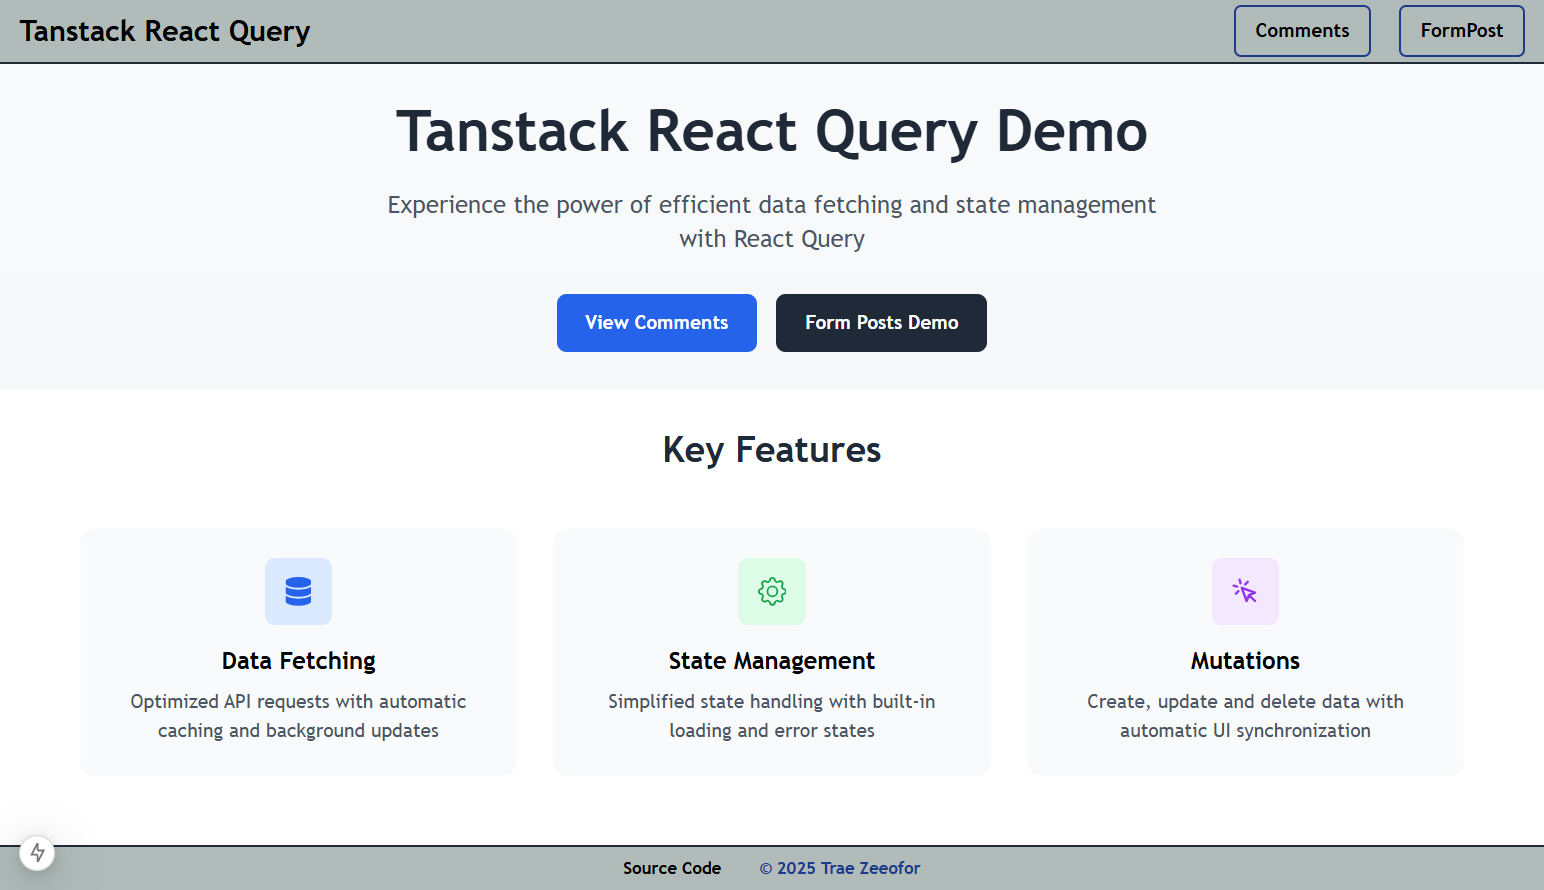 Tanstack React Query
Comments
FormPost
Tanstack React Query Demo
Experience the power of efficient data fetching and state management
with React Query
View Comments
Form Posts Demo
Key Features
Data Fetching
Optimized API requests with automatic
caching and background updates
State Management
Simplified state handling with built-in
loading and error states
Mutations
Create, update and delete data with
automatic UI synchronization
Source Code
© 2025 Trae Zeeofor